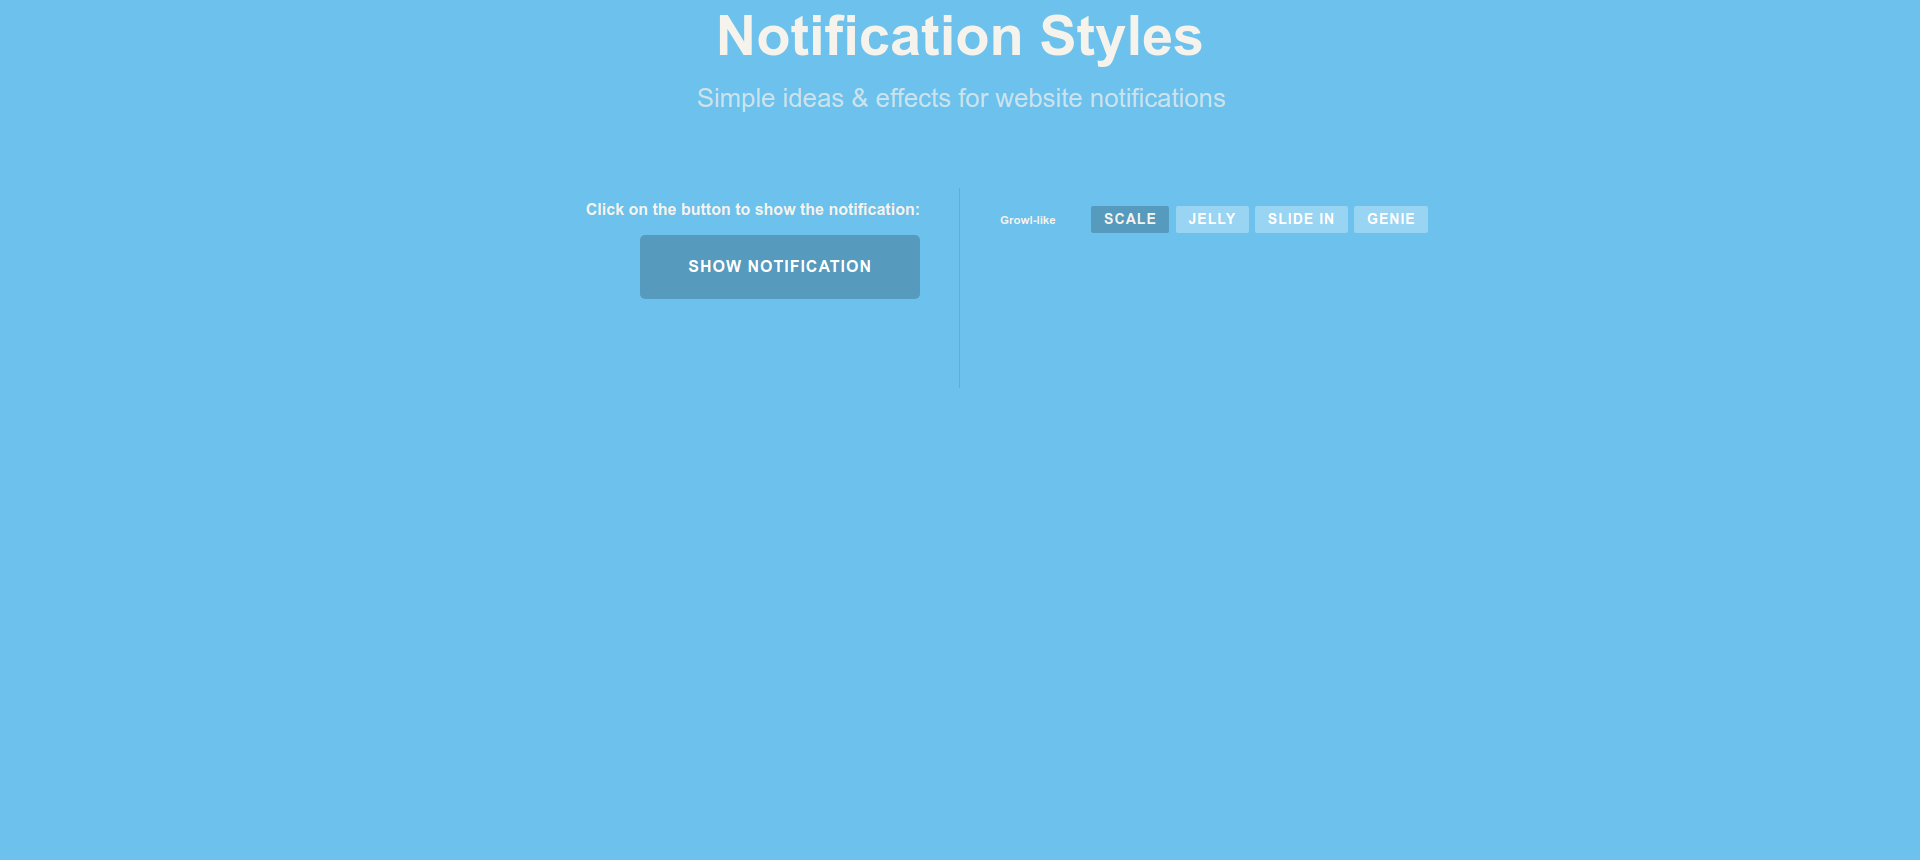 Notification Styles
Simple ideas & effects for website notifications
Click on the button to show the notification:
SHOW NOTIFICATION
Growl-like SCALE JELLY SLIDE IN GENIE